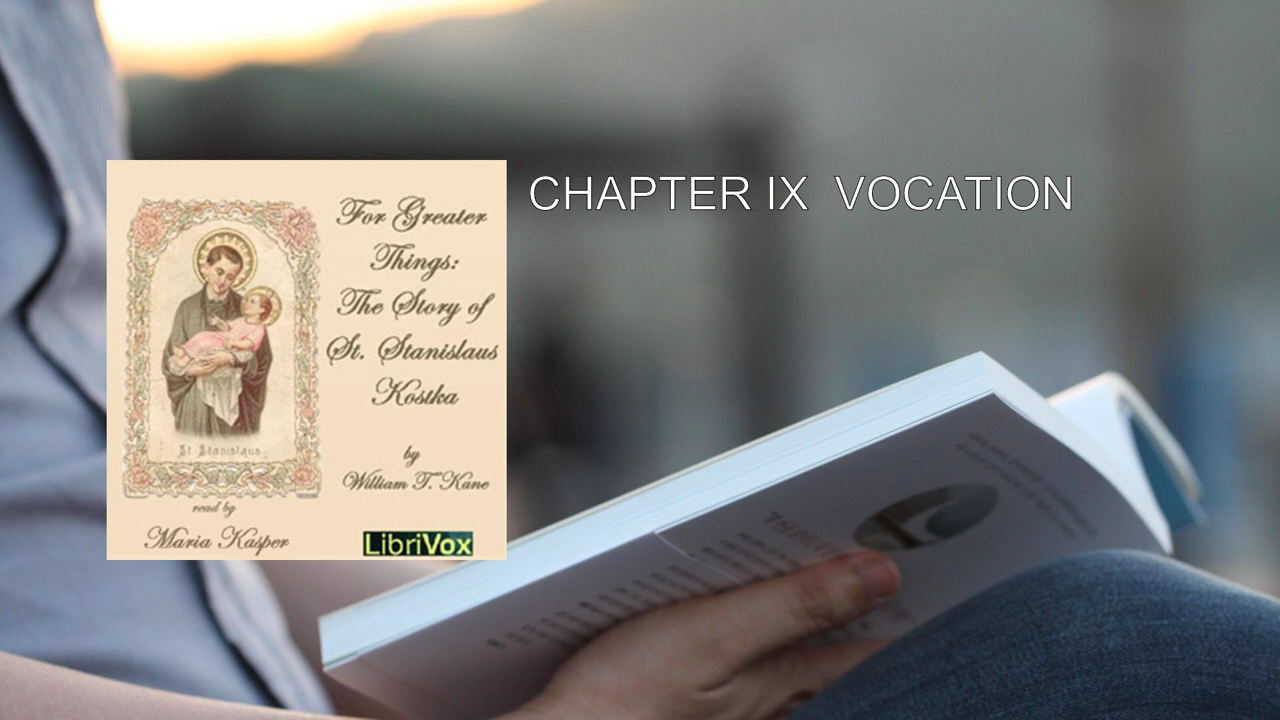 CHAPTER IX  VOCATION
For Greater
Things:
The Story of
St. Stanislaus
Kostka
by
William T. Kane
St. Stanislaus.
read by
Maria Kasper
LibriVox